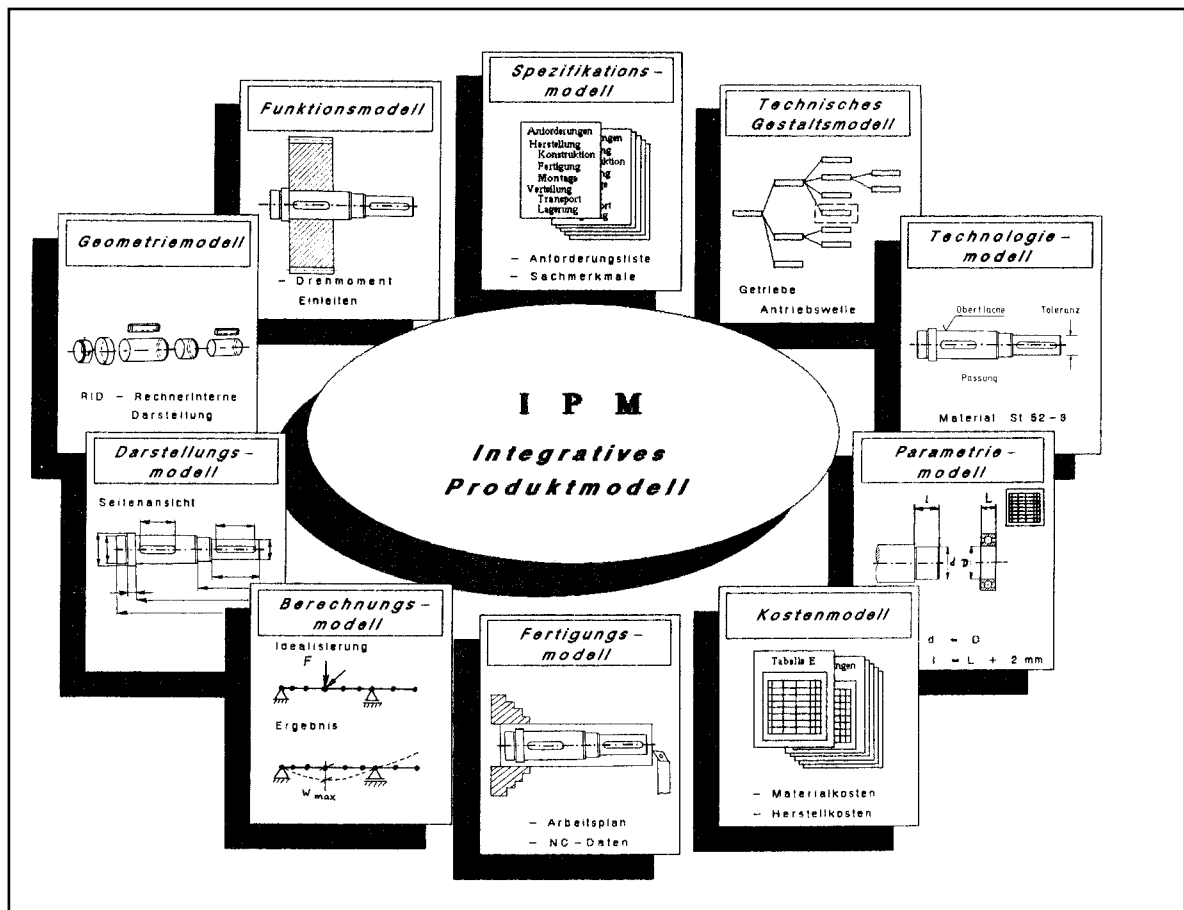 Spezifikations-
modell
Anforderungen
Herstellung
Konstruktion
Fertigung
Montage
Verteilung
Transport
Lagerung
- Anforderungsliste
- Sachmerkmale
Technisches
Gestaltsmodell
Getriebe
Antriebswelle
Technologie-
modell
Oberfläche
Toleranz
Passung
Material St 52-3
Parametrie-
modell
l
L
d
D
d = D
l = L + 2 mm
Kostenmodell
Tabelle E
- Materialkosten
- Herstellkosten
Fertigungs-
modell
- Arbeitsplan
- NC-Daten
Berechnungs-
modell
Idealisierung
F
Ergebnis
W max
Darstellungs-
modell
Seitenansicht
Geometriemodell
RID - Rechnerinterne
Darstellung
Funktionsmodell
- Drehmoment
Einleiten
I P M
Integratives
Produktmodell